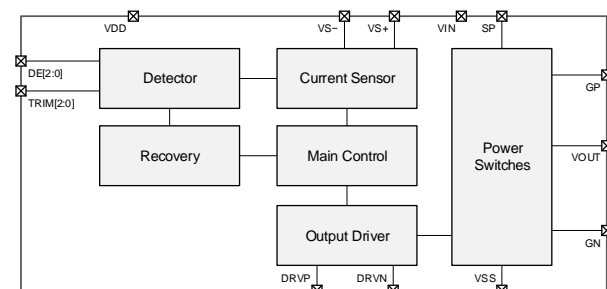 VDD
VS−
VS+
VIN
SP
DE[2:0]
TRIM[2:0]
Detector
Current Sensor
GP
Recovery
Main Control
Power
Switches
VOUT
Output Driver
GN
DRVP
DRVN
VSS